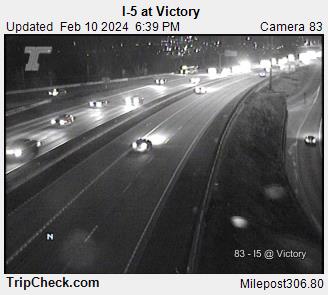 I-5 at Victory
Updated Feb 10 2024 6:39 PM Camera 83
T
N
83 - I5 @ Victory
TripCheck.com Milepost306.80